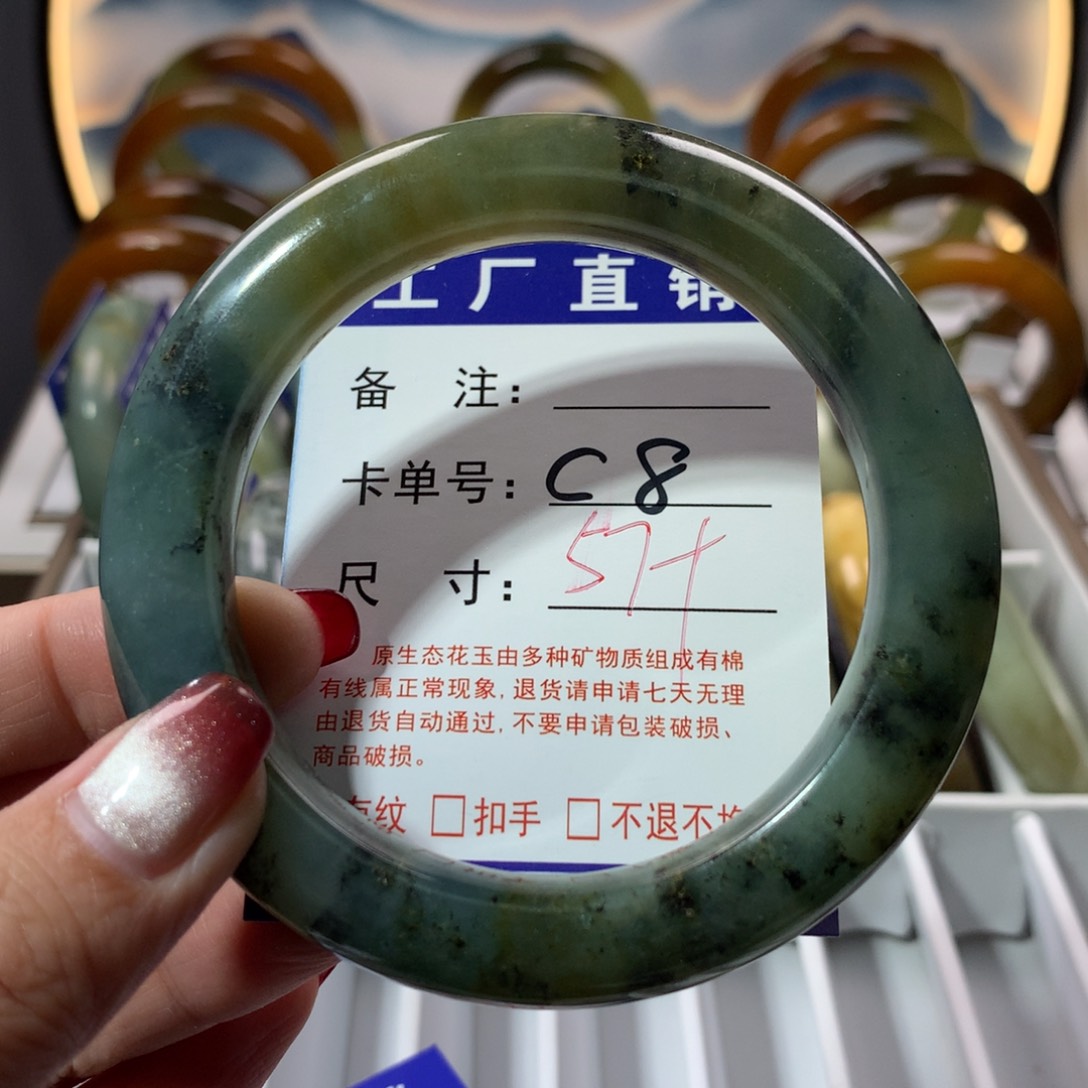 工厂直销
备 注:
卡单号: C8
尺 寸: 57+
原生态花玉由多种矿物质组成有棉
有线属正常现象, 退货请申请七天无理
由退货自动通过, 不要申请包装破损、
商品破损。
纹 □扣手 □不退不换